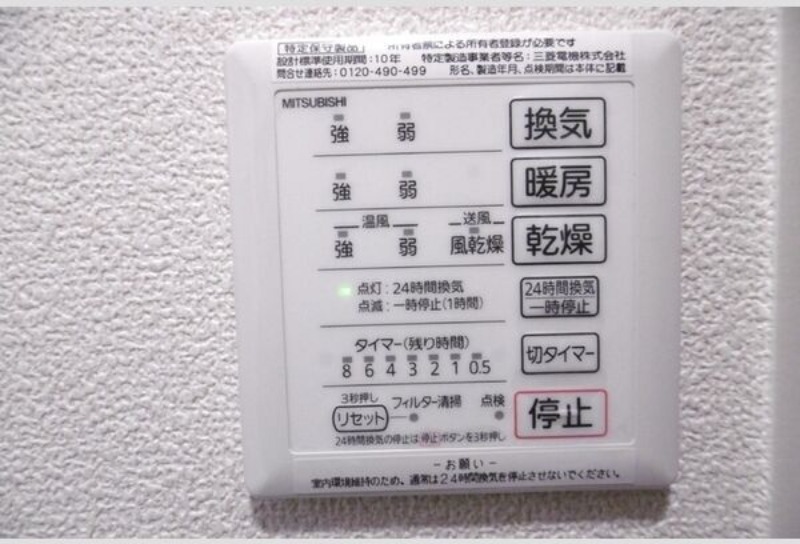 特定保守製品 所有者票による所有者登録が必要です
設計標準使用期間:10年 特定製造事業者等名:三菱電機株式会社
問合せ連絡先:0120-490-499 形名、製造年月、点検期間は本体に記載
MITSUBISHI
強 弱 換気
強 弱 暖房
温風 送風
強 弱 風乾燥 乾燥
点灯:24時間換気
点滅:一時停止(1時間)
24時間換気
一時停止
タイマー(残り時間)
8 6 4 3 2 1 0.5
切タイマー
3秒押し
リセット フィルター清掃 点検
停止
24時間換気の停止は停止ボタンを3秒押し
-お願い-
室内環境維持のため、通常は24時間換気を停止させないでください。